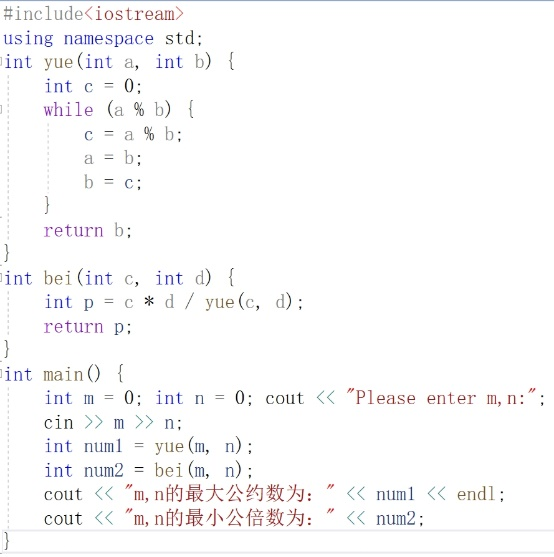 #include<iostream>
using namespace std;
int yue(int a, int b) {
    int c = 0;
    while (a % b) {
        c = a % b;
        a = b;
        b = c;
    }
    return b;
}
int bei(int c, int d) {
    int p = c * d / yue(c, d);
    return p;
}
int main() {
    int m = 0; int n = 0; cout << "Please enter m,n:";
    cin >> m >> n;
    int num1 = yue(m, n);
    int num2 = bei(m, n);
    cout << "m,n的最大公约数为：" << num1 << endl;
    cout << "m,n的最小公倍数为：" << num2;
}